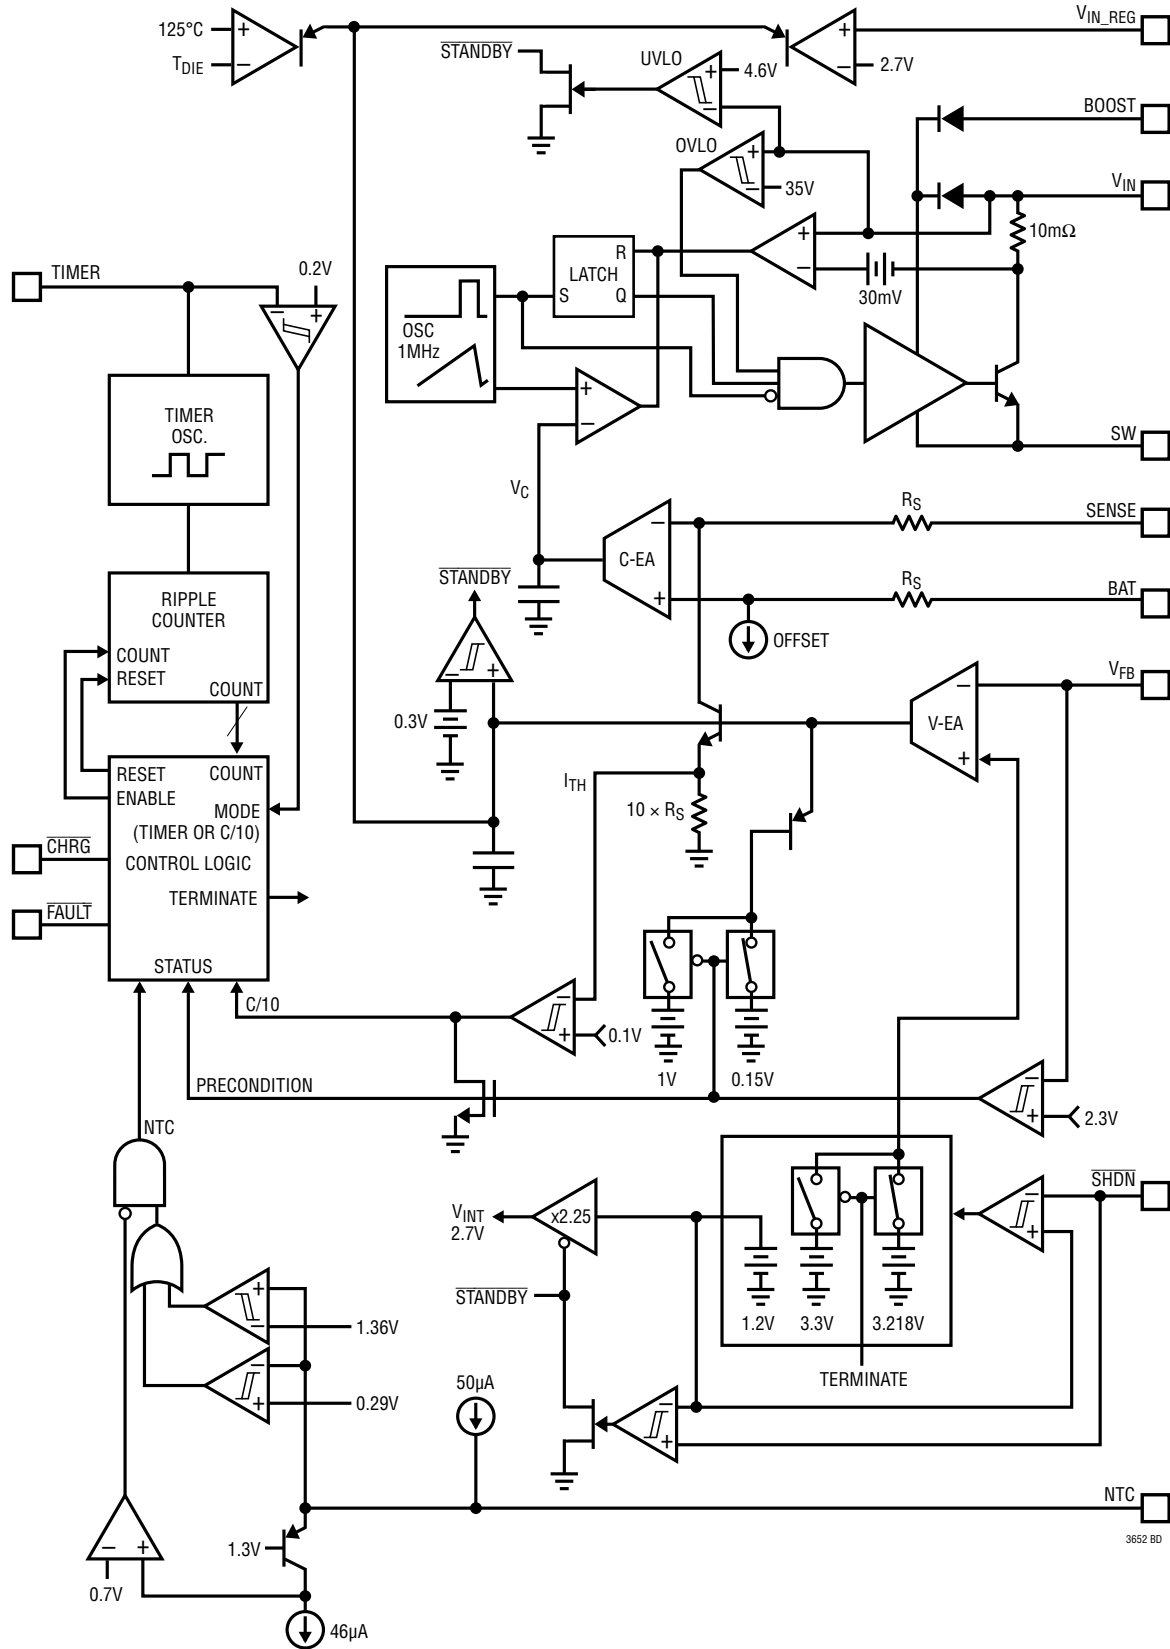 125°C
+
−
TDIE
STANDBY
UVLO
+
−
4.6V
+
−
2.7V
VIN_REG
BOOST
OVLO
+
−
35V
VIN
10mΩ
TIMER
0.2V
−
+
OSC
1MHz
R
LATCH
S
Q
+
−
30mV
+
−
TIMER
OSC.
SW
VC
RS
SENSE
−
C-EA
+
RS
BAT
OFFSET
STANDBY
+
0.3V
RIPPLE
COUNTER
COUNT
RESET
COUNT
−
V-EA
+
VFB
RESET
COUNT
ENABLE
MODE
(TIMER OR C/10)
CONTROL LOGIC
TERMINATE
STATUS
CHRG
FAULT
ITH
10 × RS
C/10
−
+
0.1V
1V
0.15V
PRECONDITION
−
+
2.3V
NTC
VINT
2.7V
x2.25
STANDBY
1.2V
3.3V
3.218V
TERMINATE
−
+
SHDN
+
−
1.36V
−
+
0.29V
50µA
−
+
NTC
1.3V
−
+
0.7V
46µA
3652 BD